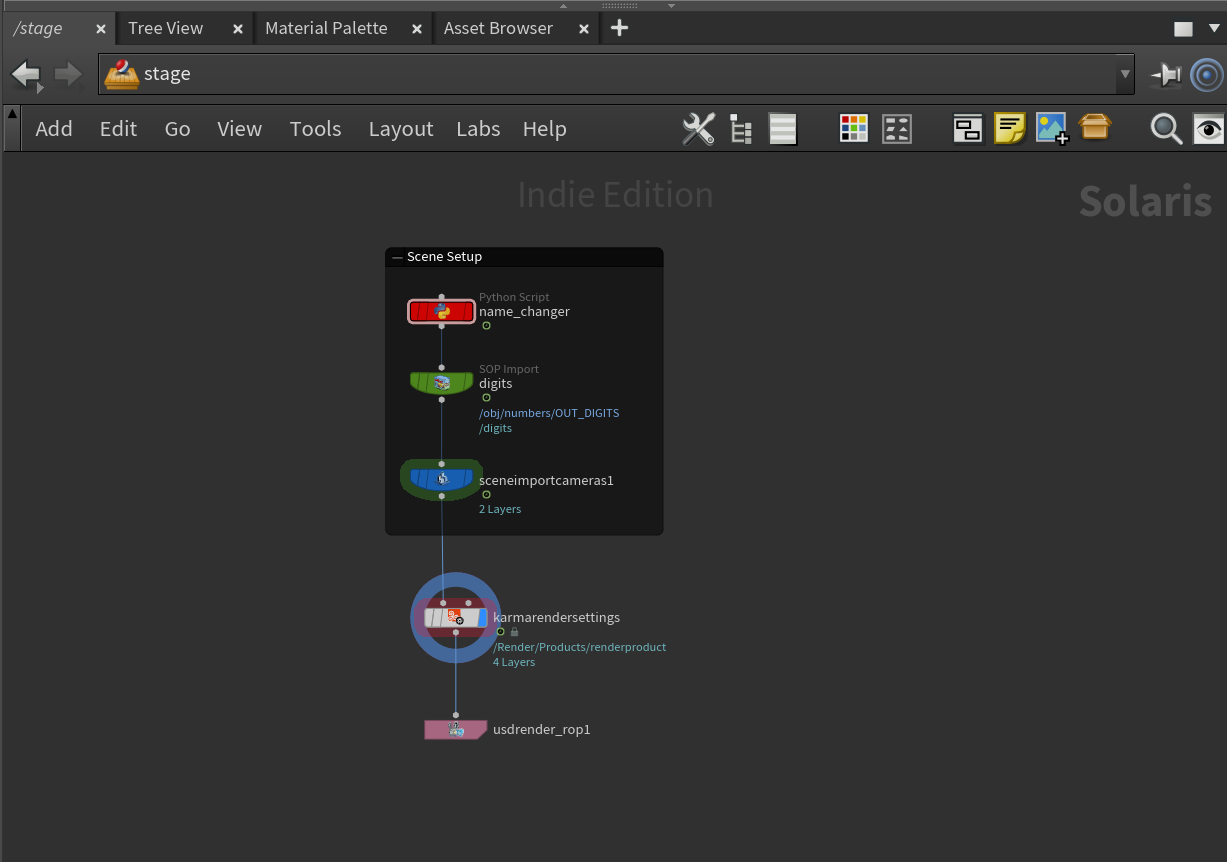 /stage
Tree View
Material Palette
Asset Browser
stage
Add Edit Go View Tools Layout Labs Help
Indie Edition
Solaris
Scene Setup
Python Script
name_changer
SOP Import
digits
/obj/numbers/OUT_DIGITS
/digits
sceneimportcameras1
2 Layers
karmarendersettings
/Render/Products/renderproduct
4 Layers
usdrender_rop1